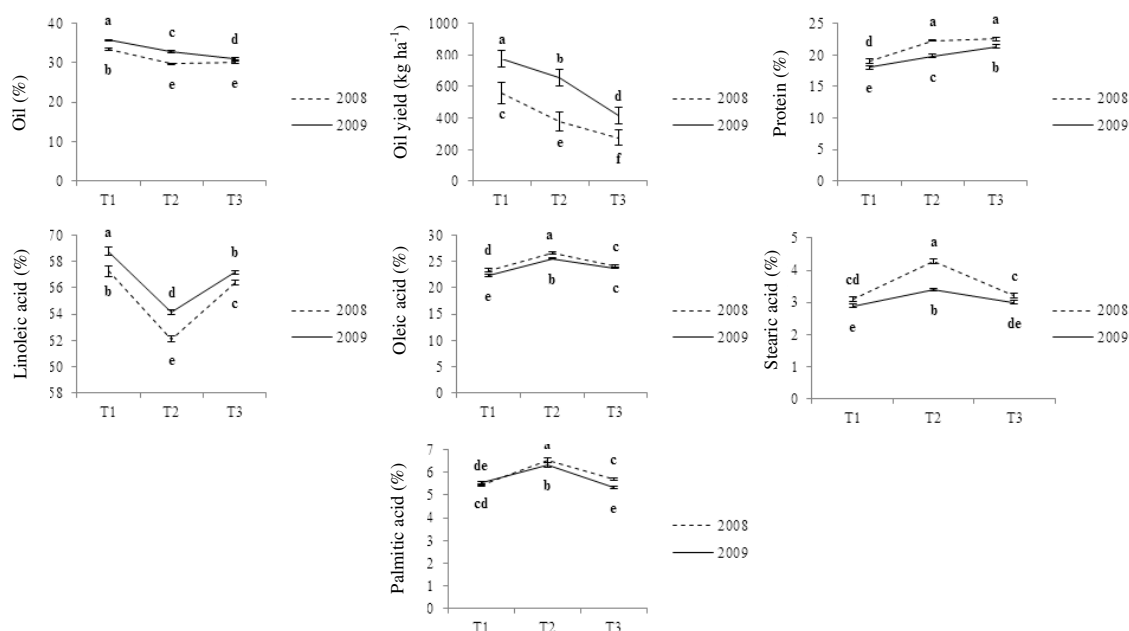 Oil (%)
40
30
20
10
0
a
b
c
e
d
e
T1 T2 T3
2008
2009
Oil yield (kg ha⁻¹)
1000
800
600
400
200
0
a
c
b
e
d
f
T1 T2 T3
2008
2009
Protein (%)
25
20
15
10
5
0
d
e
a
c
a
b
T1 T2 T3
2008
2009
Linoleic acid (%)
70
58
56
54
52
50
58
a
b
d
e
b
c
T1 T2 T3
2008
2009
Oleic acid (%)
30
25
20
15
10
5
0
d
e
a
b
c
c
T1 T2 T3
2008
2009
Stearic acid (%)
5
4
3
2
1
0
cd
e
a
b
c
de
T1 T2 T3
2008
2009
Palmitic acid (%)
7
6
5
4
3
2
1
0
de
cd
a
b
c
e
T1 T2 T3
2008
2009